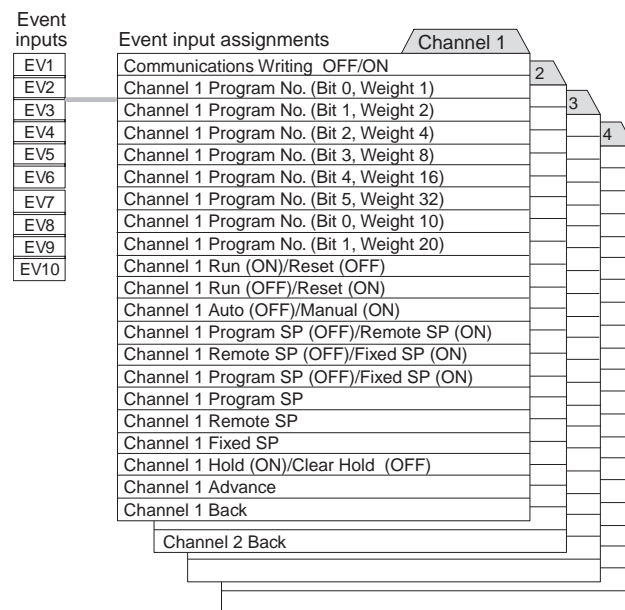 Event
inputs
EV1
EV2
EV3
EV4
EV5
EV6
EV7
EV8
EV9
EV10
Event input assignments
Channel 1
2
3
4
Communications Writing OFF/ON
Channel 1 Program No. (Bit 0, Weight 1)
Channel 1 Program No. (Bit 1, Weight 2)
Channel 1 Program No. (Bit 2, Weight 4)
Channel 1 Program No. (Bit 3, Weight 8)
Channel 1 Program No. (Bit 4, Weight 16)
Channel 1 Program No. (Bit 5, Weight 32)
Channel 1 Program No. (Bit 0, Weight 10)
Channel 1 Program No. (Bit 1, Weight 20)
Channel 1 Run (ON)/Reset (OFF)
Channel 1 Run (OFF)/Reset (ON)
Channel 1 Auto (OFF)/Manual (ON)
Channel 1 Program SP (OFF)/Remote SP (ON)
Channel 1 Remote SP (OFF)/Fixed SP (ON)
Channel 1 Program SP (OFF)/Fixed SP (ON)
Channel 1 Program SP
Channel 1 Remote SP
Channel 1 Fixed SP
Channel 1 Hold (ON)/Clear Hold (OFF)
Channel 1 Advance
Channel 1 Back
Channel 2 Back